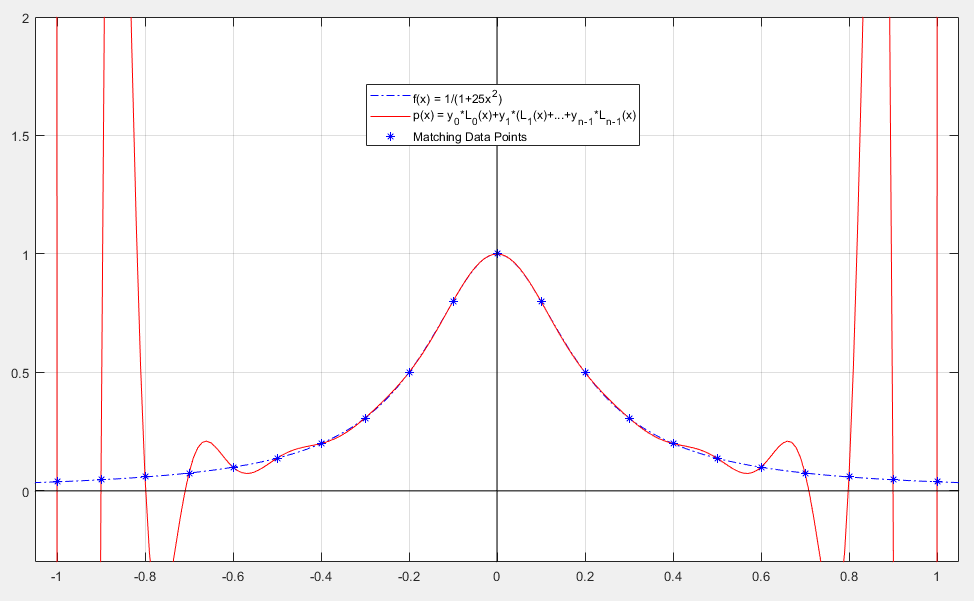 2
1.5
1
0.5
0
f(x) = 1/(1+25x^2)
p(x) = y_0*L_0(x)+y_1*(L_1(x)+...+y_{n-1}*L_{n-1}(x)
Matching Data Points
-1 -0.8 -0.6 -0.4 -0.2 0 0.2 0.4 0.6 0.8 1